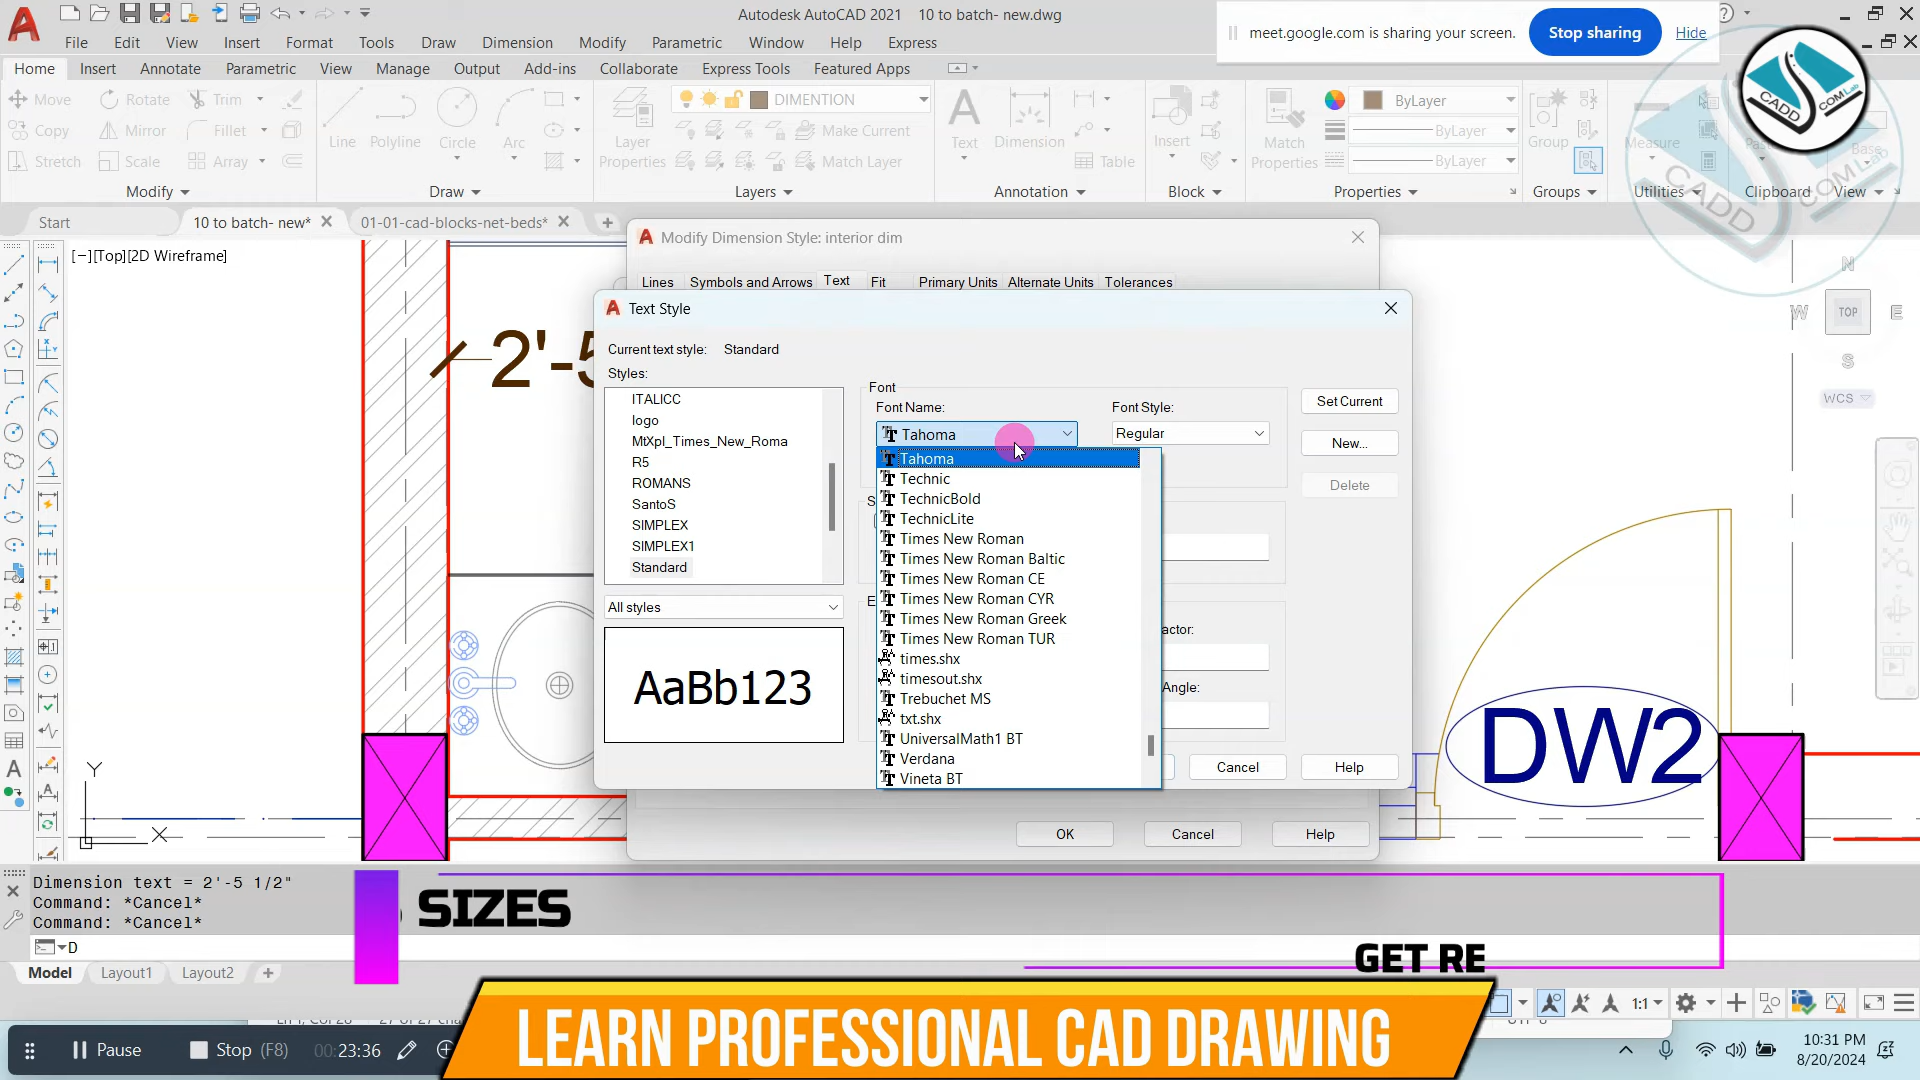 Autodesk AutoCAD 2021 10 to batch- new.dwg
meet.google.com is sharing your screen. Stop sharing Hide
File Edit View Insert Format Tools Draw Dimension Modify Parametric Window Help Express
Home Insert Annotate Parametric View Manage Output Add-ins Collaborate Express Tools Featured Apps
Move Rotate Trim
Copy Mirror Fillet
Stretch Scale Array
Modify
Line Polyline Circle Arc
Draw
Layer Properties
DIMENTION
Make Current
Match Layer
Layers
Text Dimension Table
Annotation
Insert
Block
Match Properties
ByLayer
ByLayer
ByLayer
Properties
Group
Groups
Measure
Utilities
Paste
Clipboard
Base
View
CADD COM Lab
CADD COM Lab
Start 10 to batch- new* 01-01-cad-blocks-net-beds*
[−][Top][2D Wireframe]
Modify Dimension Style: interior dim
Lines Symbols and Arrows Text Fit Primary Units Alternate Units Tolerances
Text Style
Current text style: Standard
Styles:
ITALICC
logo
MtXpl_Times_New_Roma
R5
ROMANS
SantoS
SIMPLEX
SIMPLEX1
Standard
All styles
AaBb123
Font
Font Name:
Tahoma
Font Style:
Regular
Tahoma
Technic
TechnicBold
TechnicLite
Times New Roman
Times New Roman Baltic
Times New Roman CE
Times New Roman CYR
Times New Roman Greek
Times New Roman TUR
times.shx
timesout.shx
Trebuchet MS
txt.shx
UniversalMath1 BT
Verdana
Vineta BT
actor:
Angle:
Set Current
New...
Delete
Cancel Help
OK Cancel Help
2'-5
DW2
N
W TOP E
S
WCS
Y
X
Dimension text = 2'-5 1/2"
Command: *Cancel*
Command: *Cancel*
D
SIZES
GET RE
Model Layout1 Layout2 +
1:1
LEARN PROFESSIONAL CAD DRAWING
Pause Stop (F8) 00:23:36
10:31 PM
8/20/2024